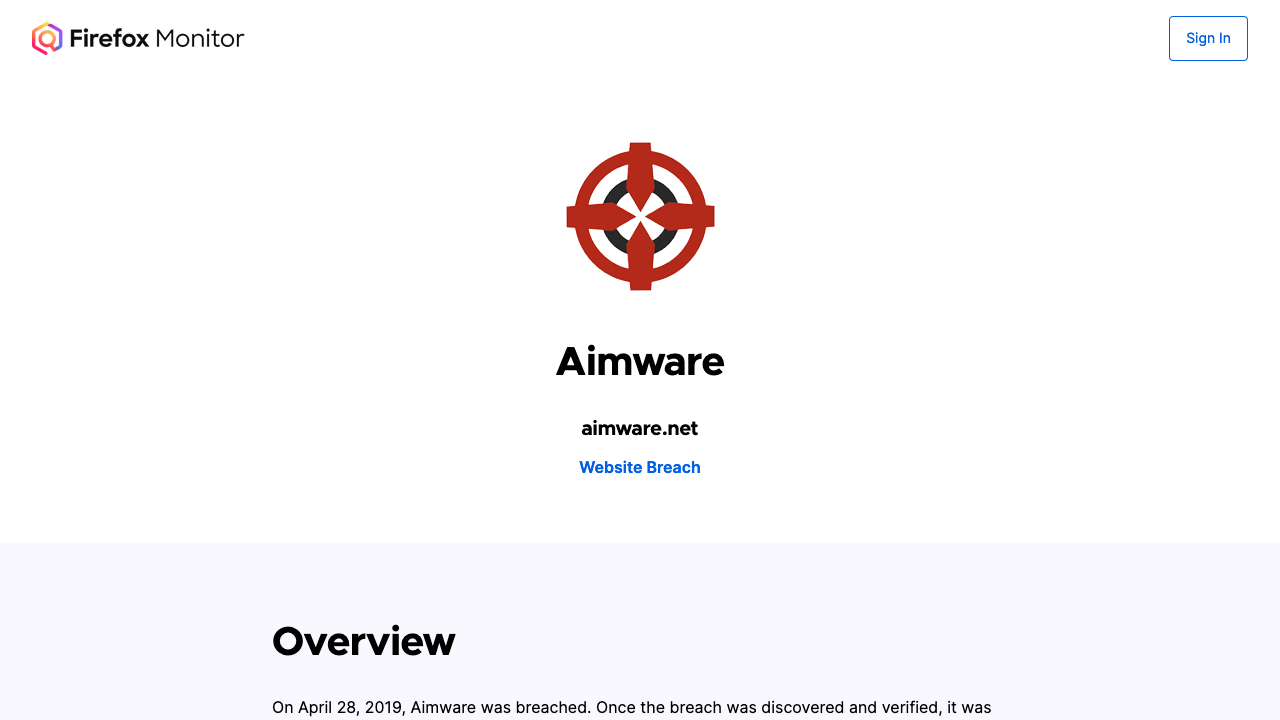 Firefox Monitor
Sign In
Aimware
aimware.net
Website Breach
Overview
On April 28, 2019, Aimware was breached. Once the breach was discovered and verified, it was